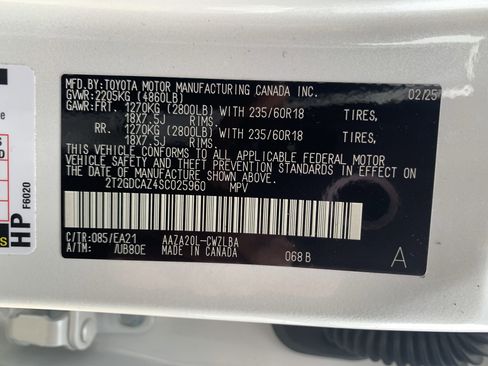 MFD.BY:TOYOTA MOTOR MANUFACTURING CANADA INC. 02/25
GVWR:2205KG (4860LB)
GAWR:FRT. 1270KG (2800LB) WITH 235/60R18 TIRES,
18X7.5J RIMS.
RR. 1270KG (2800LB) WITH 235/60R18 TIRES,
18X7.5J RIMS.
THIS VEHICLE CONFORMS TO ALL APPLICABLE FEDERAL MOTOR
VEHICLE SAFETY AND THEFT PREVENTION STANDARDS IN EFFECT
ON THE DATE OF MANUFACTURE SHOWN ABOVE.
2T2GDCAZ4SC025960 MPV
C/TR:085/EA21 AAZA20L-CWZLBA
A/TM: /UB80E MADE IN CANADA 068 B A
HP F6020